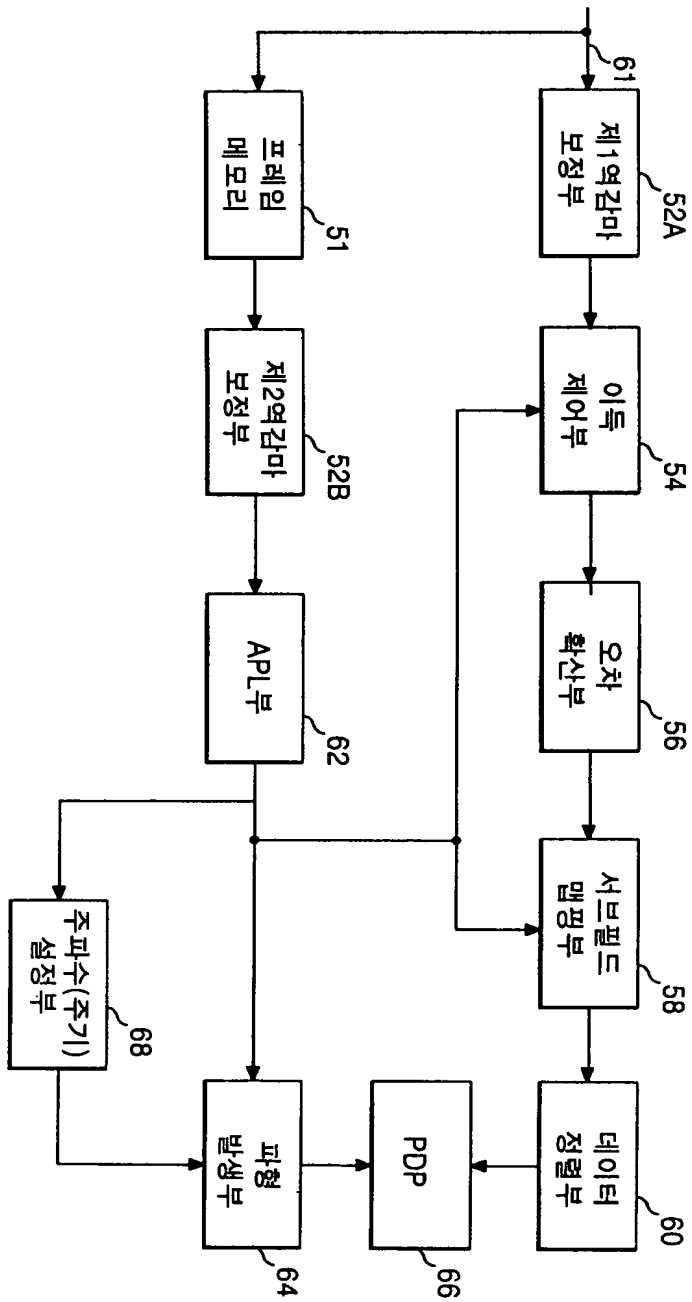 61
제1역감마
보정부
52A
이득
제어부
54
오차
확산부
56
서브필드
맵핑부
58
데이터
정렬부
60
프레임
메모리
51
제2역감마
보정부
52B
APL부
62
PDP
66
파형
발생부
64
주파수(주기)
설정부
68